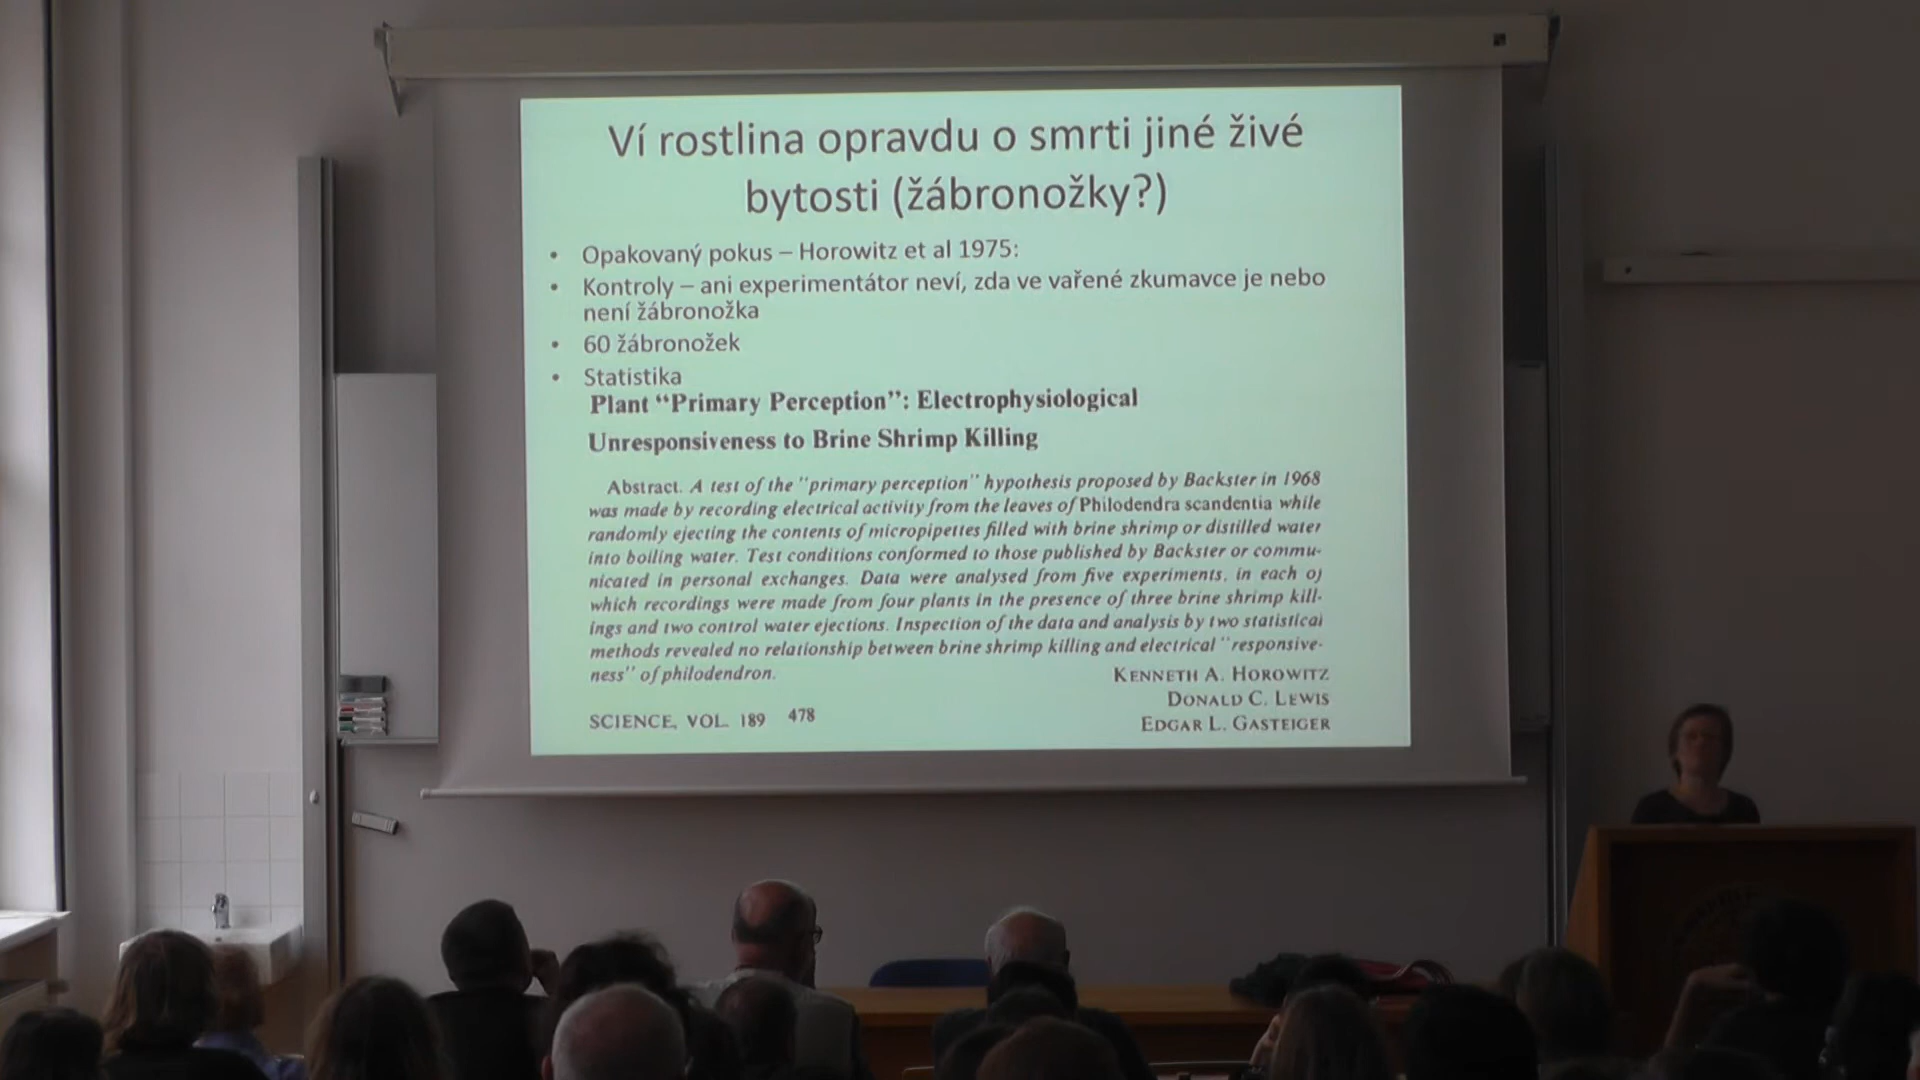 Ví rostlina opravdu o smrti jiné živé
bytosti (žábronožky?)
• Opakovaný pokus – Horowitz et al 1975:
• Kontroly – ani experimentátor neví, zda ve vařené zkumavce je nebo
není žábronožka
• 60 žábronožek
• Statistika
Plant “Primary Perception”: Electrophysiological
Unresponsiveness to Brine Shrimp Killing
Abstract. A test of the "primary perception" hypothesis proposed by Backster in 1968
was made by recording electrical activity from the leaves of Philodendra scandentia while
randomly ejecting the contents of micropipettes filled with brine shrimp or distilled water
into boiling water. Test conditions conformed to those published by Backster or commu-
nicated in personal exchanges. Data were analysed from five experiments, in each of
which recordings were made from four plants in the presence of three brine shrimp kill-
ings and two control water ejections. Inspection of the data and analysis by two statistical
methods revealed no relationship between brine shrimp killing and electrical "responsive-
ness" of philodendron.
KENNETH A. HOROWITZ
DONALD C. LEWIS
EDGAR L. GASTEIGER
SCIENCE, VOL. 189 478